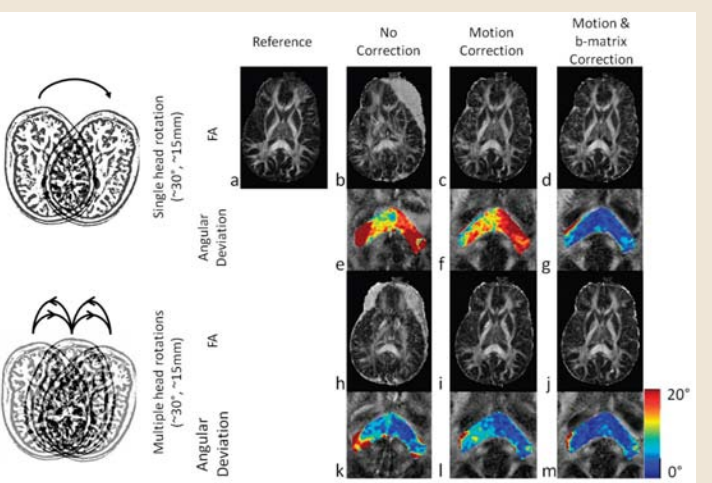 Reference
No
Correction
Motion
Correction
Motion &
b-matrix
Correction
Single head rotation
(~30°, ~15mm)
FA
a
b
c
d
Angular
Deviation
e
f
g
Multiple head rotations
(~30°, ~15mm)
FA
h
i
j
Angular
Deviation
k
l
m
20°
0°